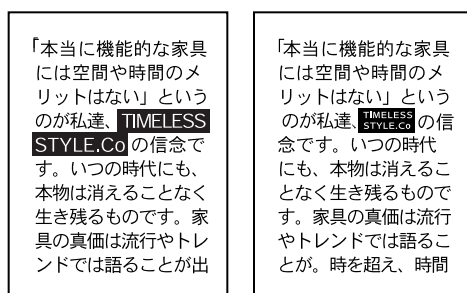 「本当に機能的な家具
には空間や時間のメ
リットはない」という
のが私達、TIMELESS
STYLE.Coの信念で
す。いつの時代にも、
本物は消えることなく
生き残るものです。家
具の真価は流行やトレ
ンドでは語ることが出
「本当に機能的な家具
には空間や時間のメ
リットはない」という
のが私達、TIMELESS STYLE.Coの信
念です。いつの時代
にも、本物は消えるこ
となく生き残るもので
す。家具の真価は流行
やトレンドでは語るこ
とが。時を超え、時間